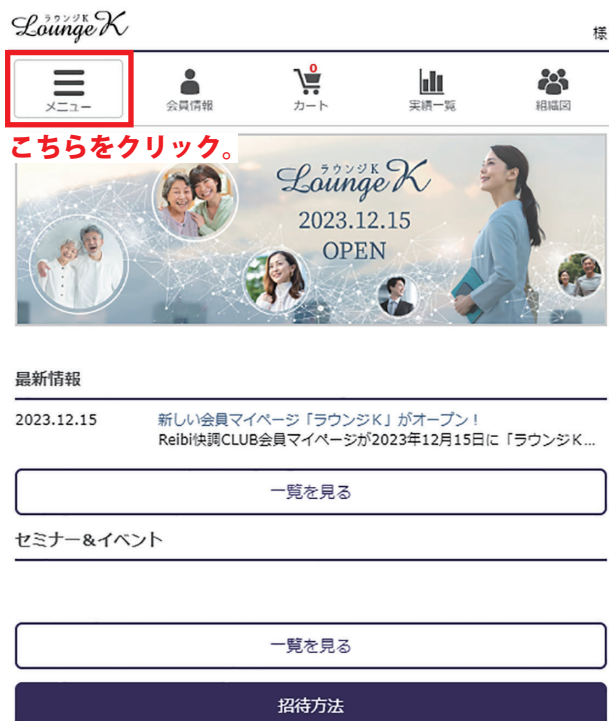 ラウンジK
Lounge K
様
メニュー
会員情報
0
カート
実績一覧
組織図
こちらをクリック。
ラウンジK
Lounge K
2023.12.15
OPEN
最新情報
2023.12.15
新しい会員マイページ「ラウンジK」がオープン！
Reibi快調CLUB会員マイページが2023年12月15日に「ラウンジK...
一覧を見る
セミナー&イベント
一覧を見る
招待方法